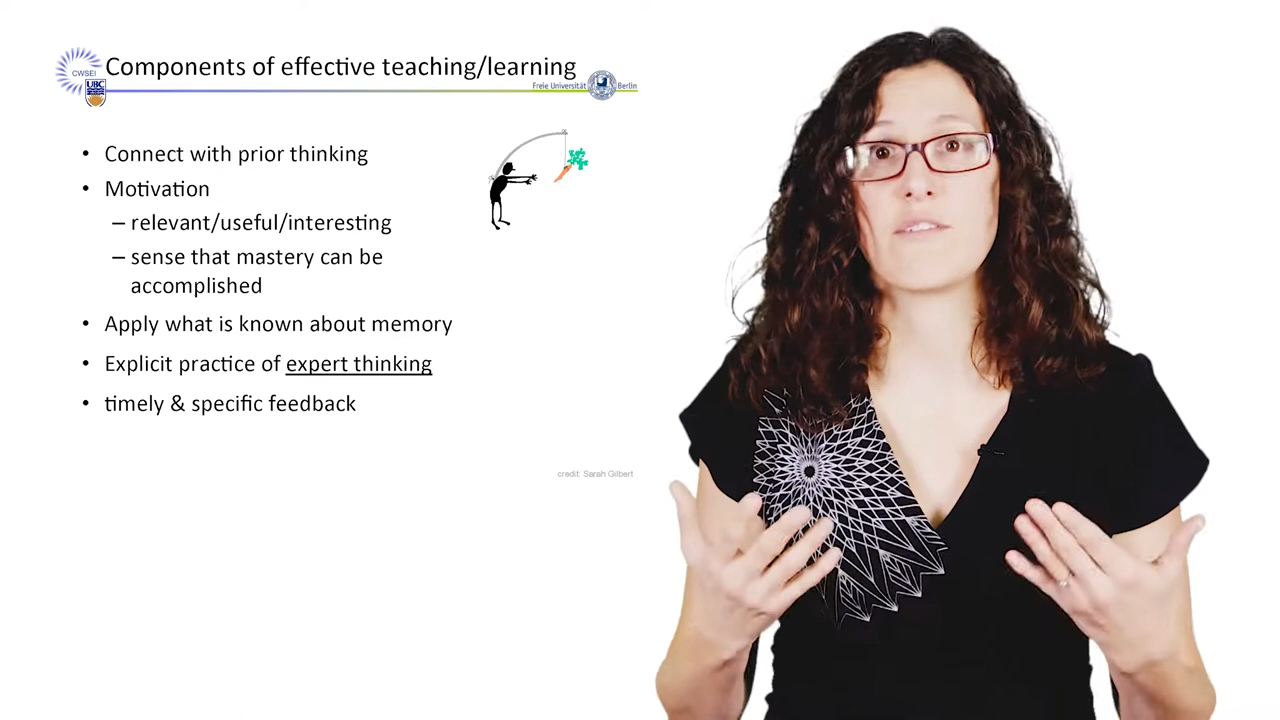 CWSEI
UBC
Components of effective teaching/learning
Freie Universität Berlin
• Connect with prior thinking
• Motivation
– relevant/useful/interesting
– sense that mastery can be
accomplished
• Apply what is known about memory
• Explicit practice of expert thinking
• timely & specific feedback
credit: Sarah Gilbert